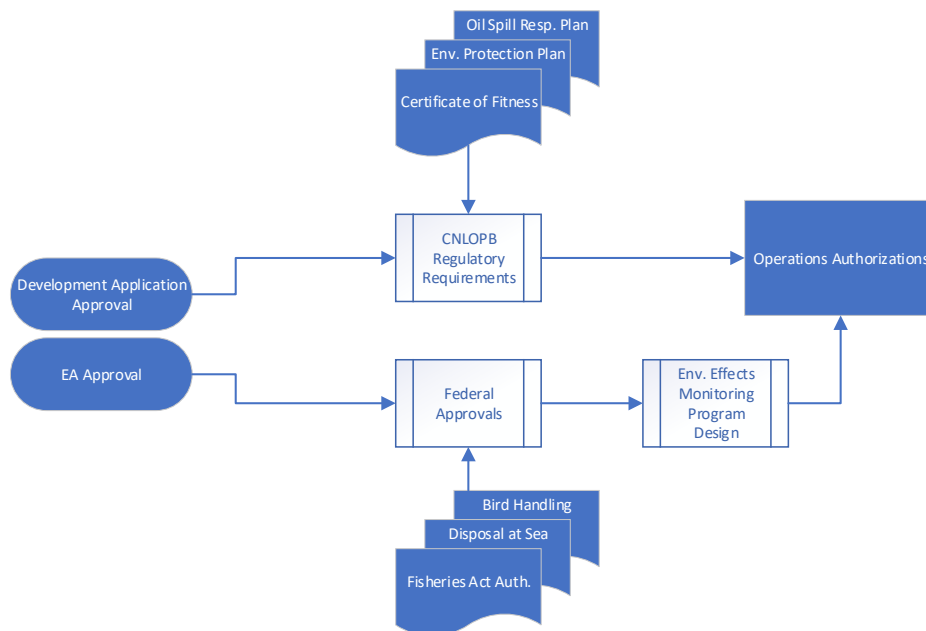 Oil Spill Resp. Plan
Env. Protection Plan
Certificate of Fitness
CNLOPB
Regulatory
Requirements
Operations Authorizations
Development Application
Approval
EA Approval
Federal
Approvals
Env. Effects
Monitoring
Program
Design
Bird Handling
Disposal at Sea
Fisheries Act Auth.